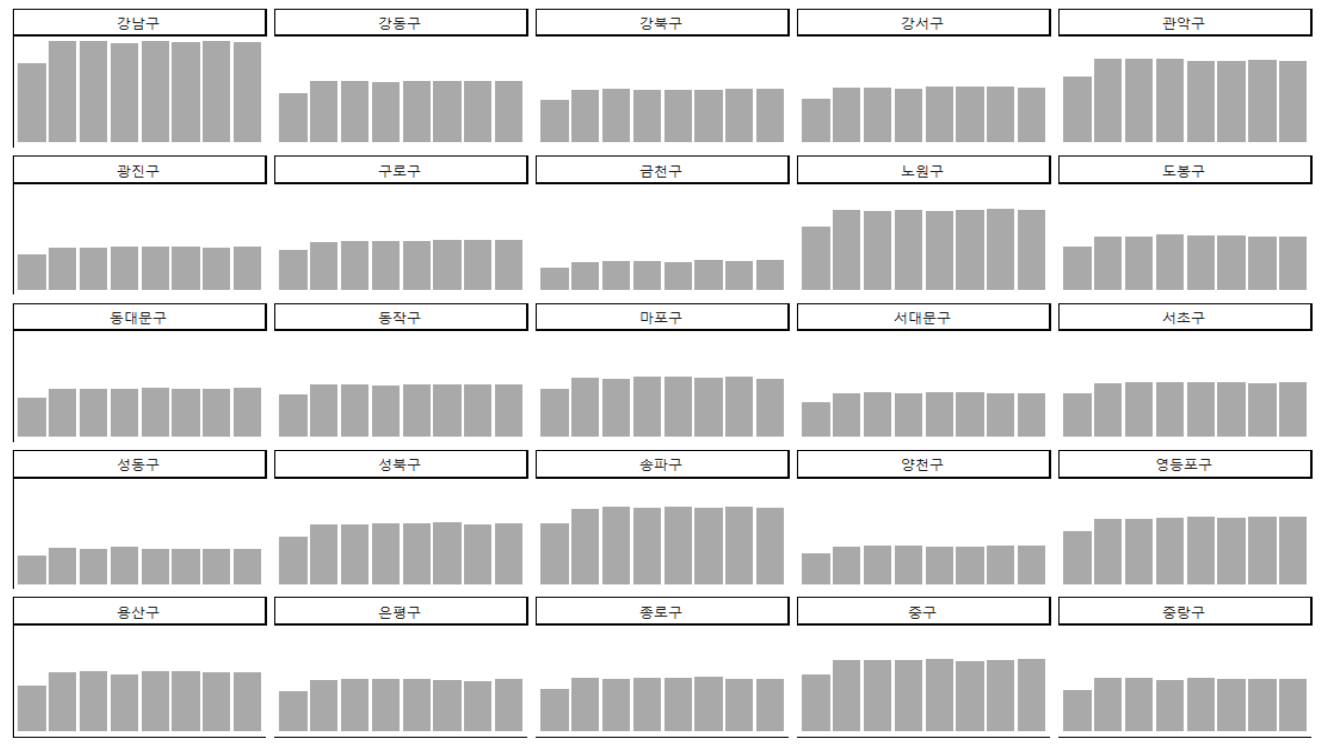 강남구
강동구
강북구
강서구
관악구
광진구
구로구
금천구
노원구
도봉구
동대문구
동작구
마포구
서대문구
서초구
성동구
성북구
송파구
양천구
영등포구
용산구
은평구
종로구
중구
중랑구